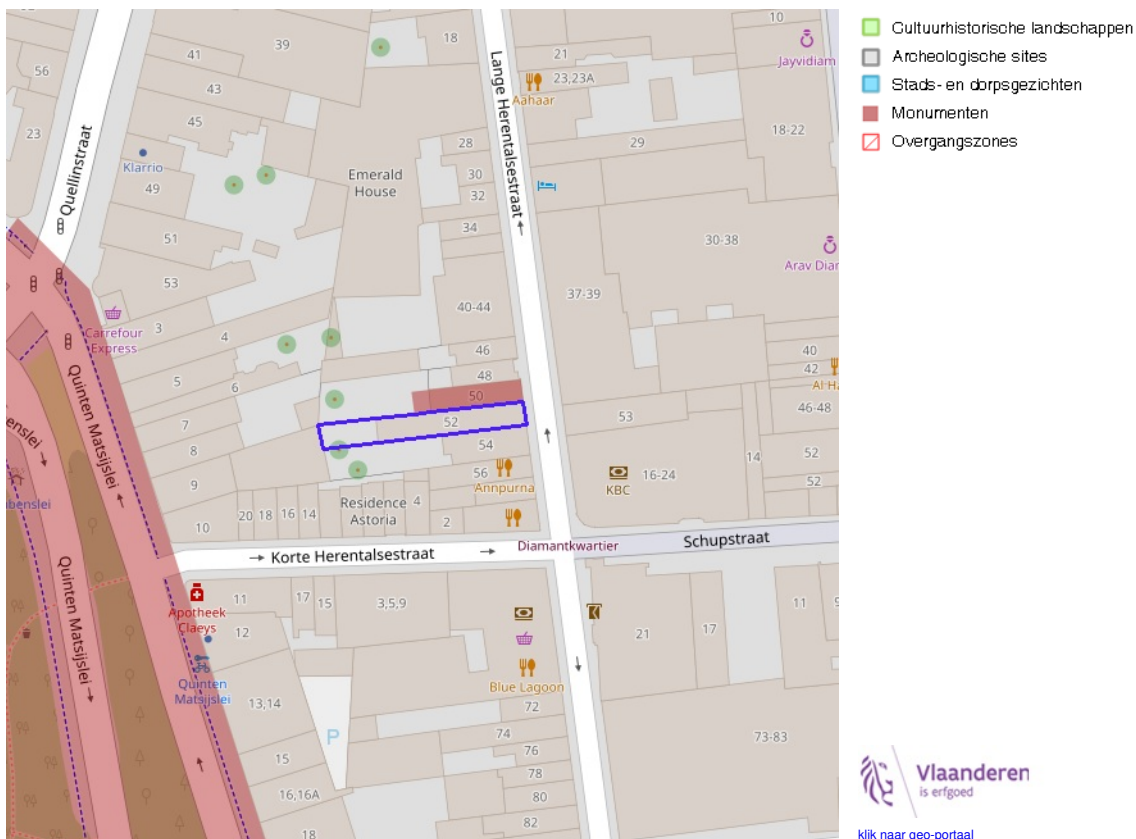 56
39
41
43
45
23
Klarrio
49
51
53
Quellinstraat
Carrefour
Express
3
4
5
6
7
8
9
10
Emerald
House
18
28
30
32
34
40-44
46
48
50
52
54
56
Annpurna
Lange Herentalsestraat
21
23,23A
Aahaar
29
10
Jayvidiam
18-22
30-38
37-39
40
42
46-48
52
52
14
53
16-24
KBC
20
18
16
14
Residence
Astoria
4
2
Korte Herentalsestraat
Diamantkwartier
Schupstraat
Quinten Matsijslei
Quinten Matsijslei
Apotheek
Claeys
11
12
Quinten
Matsijslei
17
15
3,5,9
13,14
P
15
16,16A
18
Blue Lagoon
72
74
76
78
80
82
21
17
11
73-83
Cultuurhistorische landschappen
Archeologische sites
Stads- en dorpsgezichten
Monumenten
Overgangszones
Vlaanderen
is erfgoed
klik naar geo-portaal